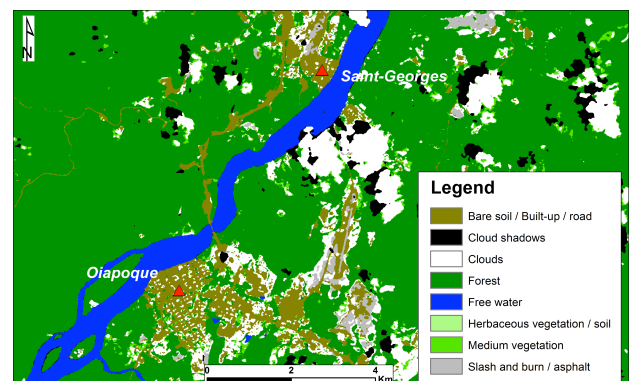 N
Saint-Georges
Oiapoque
Legend
Bare soil / Built-up / road
Cloud shadows
Clouds
Forest
Free water
Herbaceous vegetation / soil
Medium vegetation
Slash and burn / asphalt
0 2 4
Km